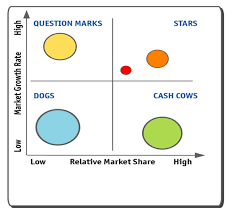 High
QUESTION MARKS
STARS
Market Growth Rate
DOGS
CASH COWS
Low
Low
Relative Market Share
High